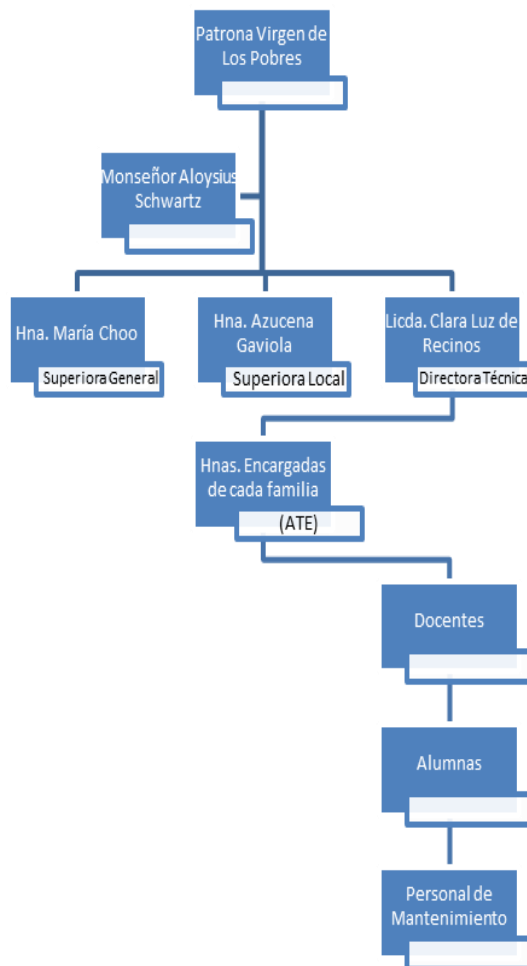 Patrona Virgen de
Los Pobres
Monseñor Aloysius
Schwartz
Hna. María Choo
Superiora General
Hna. Azucena
Gaviola
Superiora Local
Licda. Clara Luz de
Recinos
Directora Técnica
Hnas. Encargadas
de cada familia
(ATE)
Docentes
Alumnas
Personal de
Mantenimiento